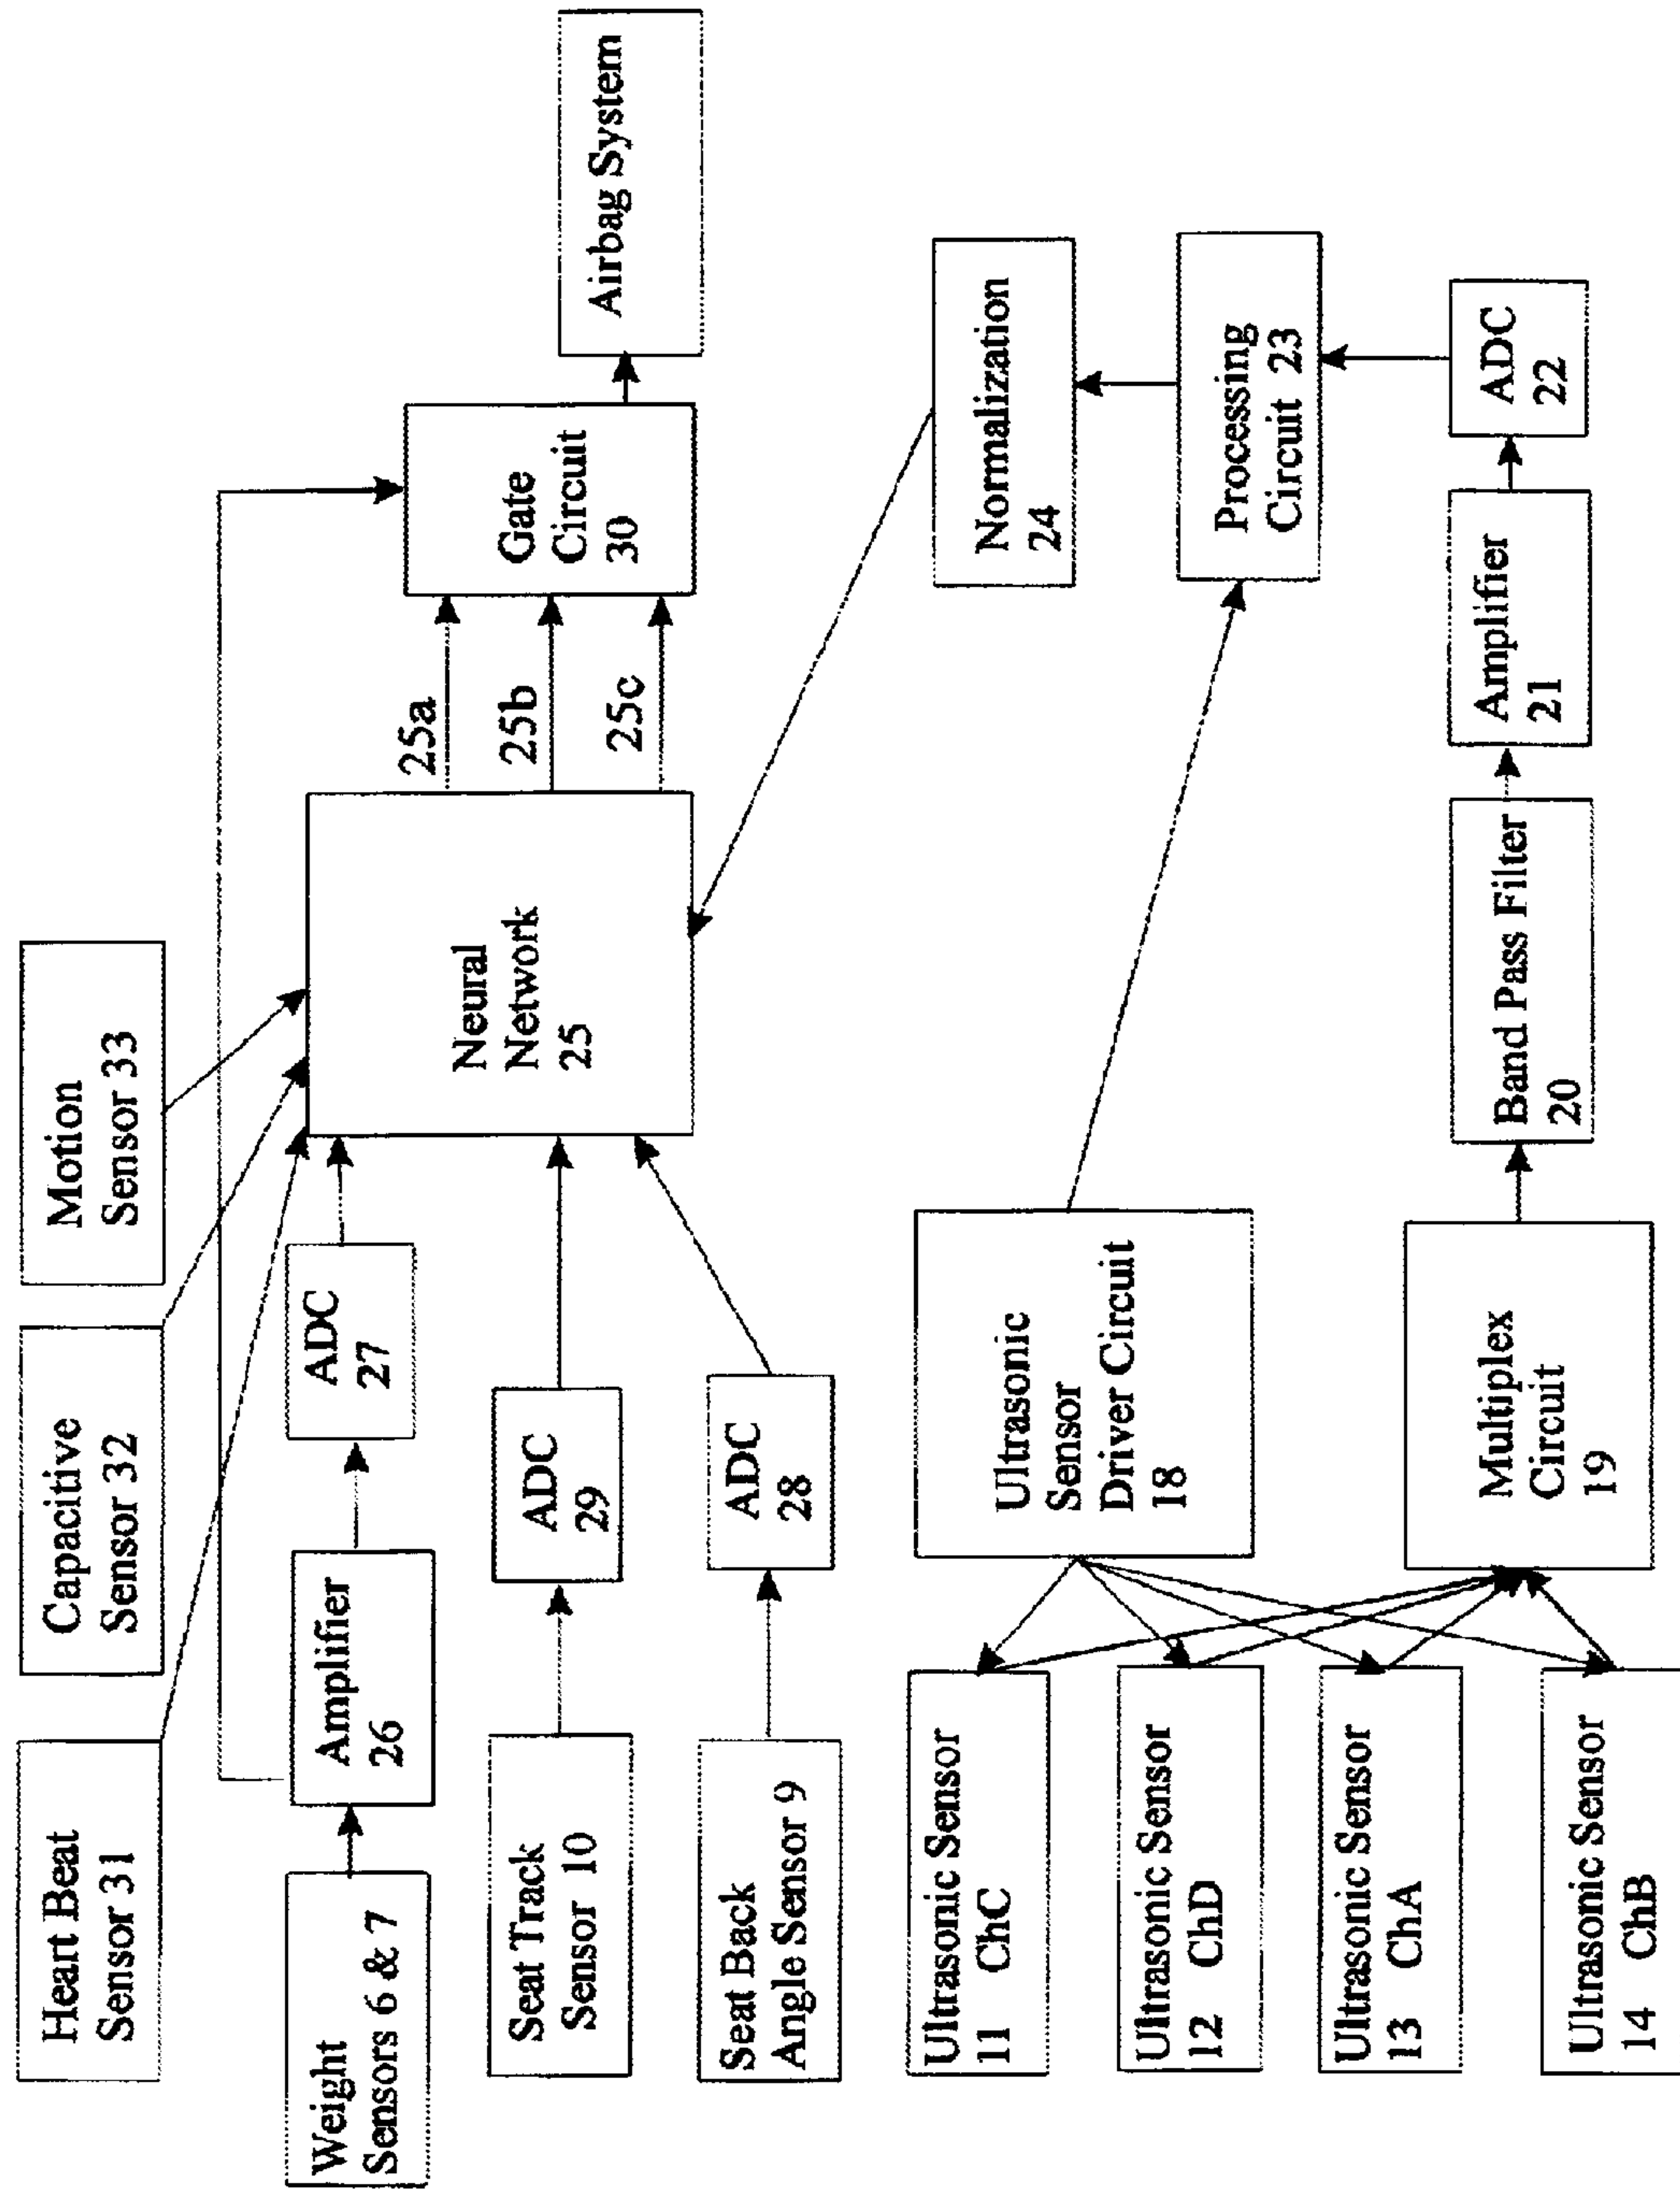 Heart Beat
Sensor 31
Capacitive
Sensor 32
Motion
Sensor 33
Weight
Sensors 6 & 7
Amplifier
26
ADC
27
Seat Track
Sensor 10
ADC
29
Seat Back
Angle Sensor 9
ADC
28
Neural
Network
25
25a
25b
25c
Gate
Circuit
30
Airbag System
Ultrasonic Sensor
11 ChC
Ultrasonic Sensor
12 ChD
Ultrasonic Sensor
13 ChA
Ultrasonic Sensor
14 ChB
Ultrasonic
Sensor
Driver Circuit
18
Multiplex
Circuit
19
Band Pass Filter
20
Amplifier
21
ADC
22
Processing
Circuit 23
Normalization
24